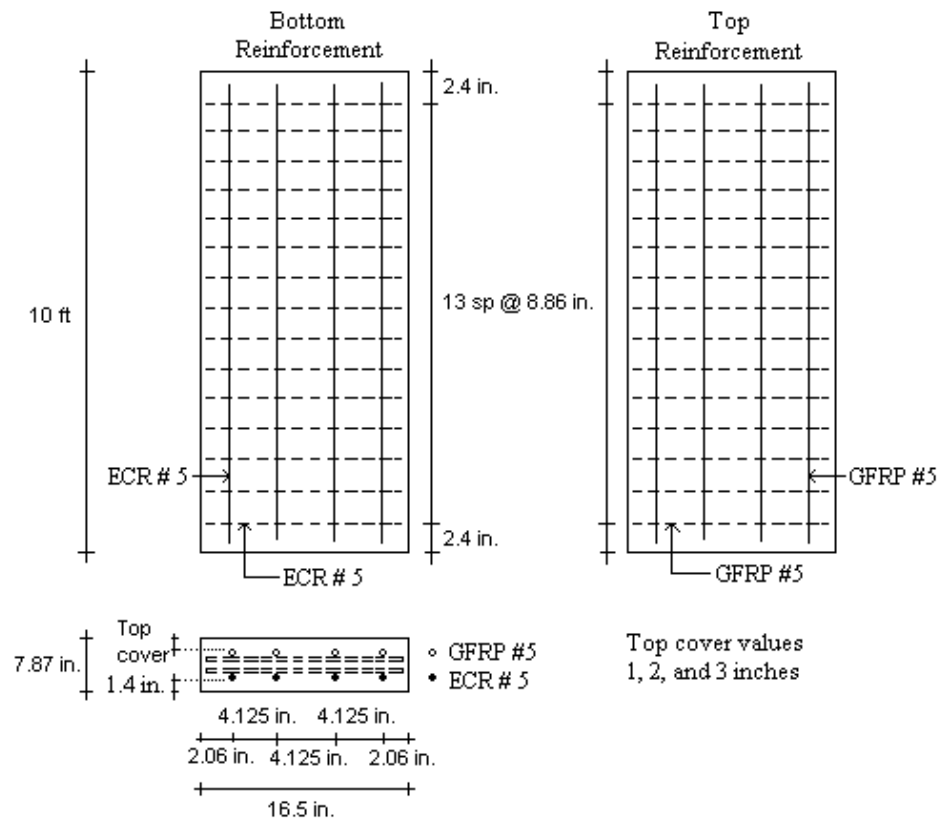 Bottom
Reinforcement
Top
Reinforcement
2.4 in.
10 ft
13 sp @ 8.86 in.
ECR # 5
GFRP #5
2.4 in.
ECR # 5
GFRP #5
Top
cover
7.87 in.
1.4 in.
GFRP #5
ECR # 5
Top cover values
1, 2, and 3 inches
4.125 in. 4.125 in.
2.06 in. 4.125 in. 2.06 in.
16.5 in.